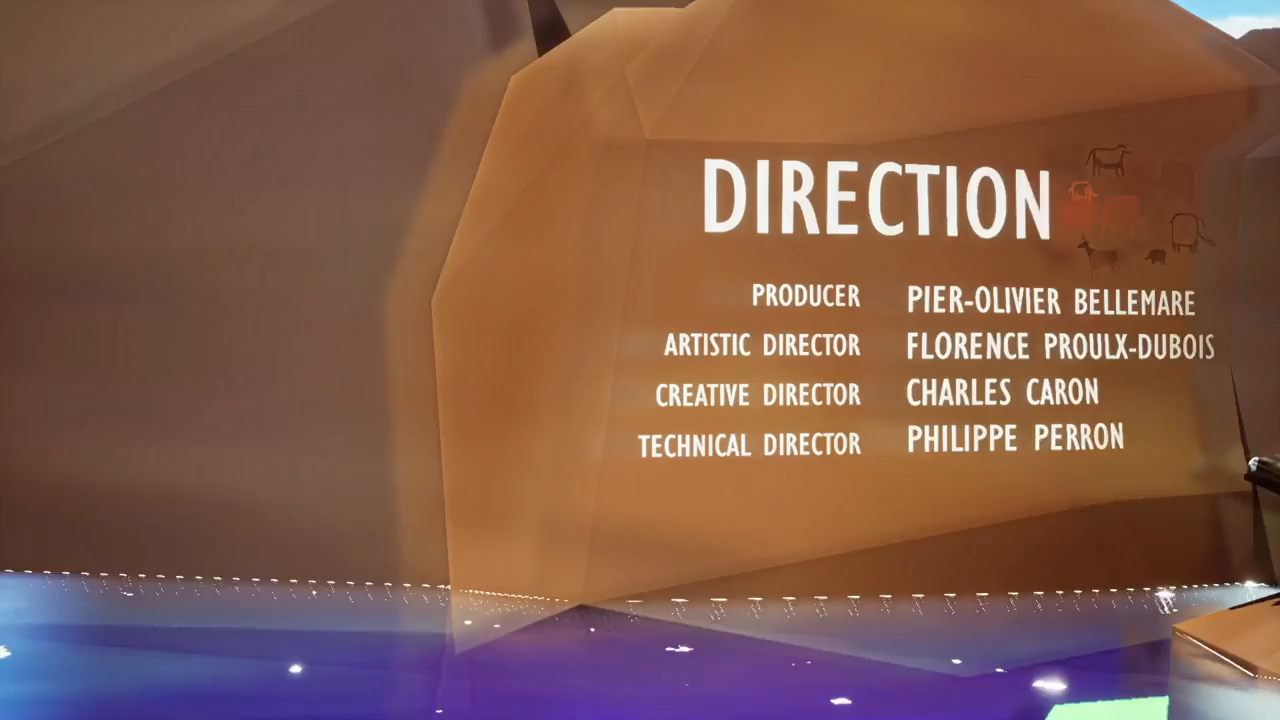 DIRECTION
PRODUCER PIER-OLIVIER BELLEMARE
ARTISTIC DIRECTOR FLORENCE PROULX-DUBOIS
CREATIVE DIRECTOR CHARLES CARON
TECHNICAL DIRECTOR PHILIPPE PERRON